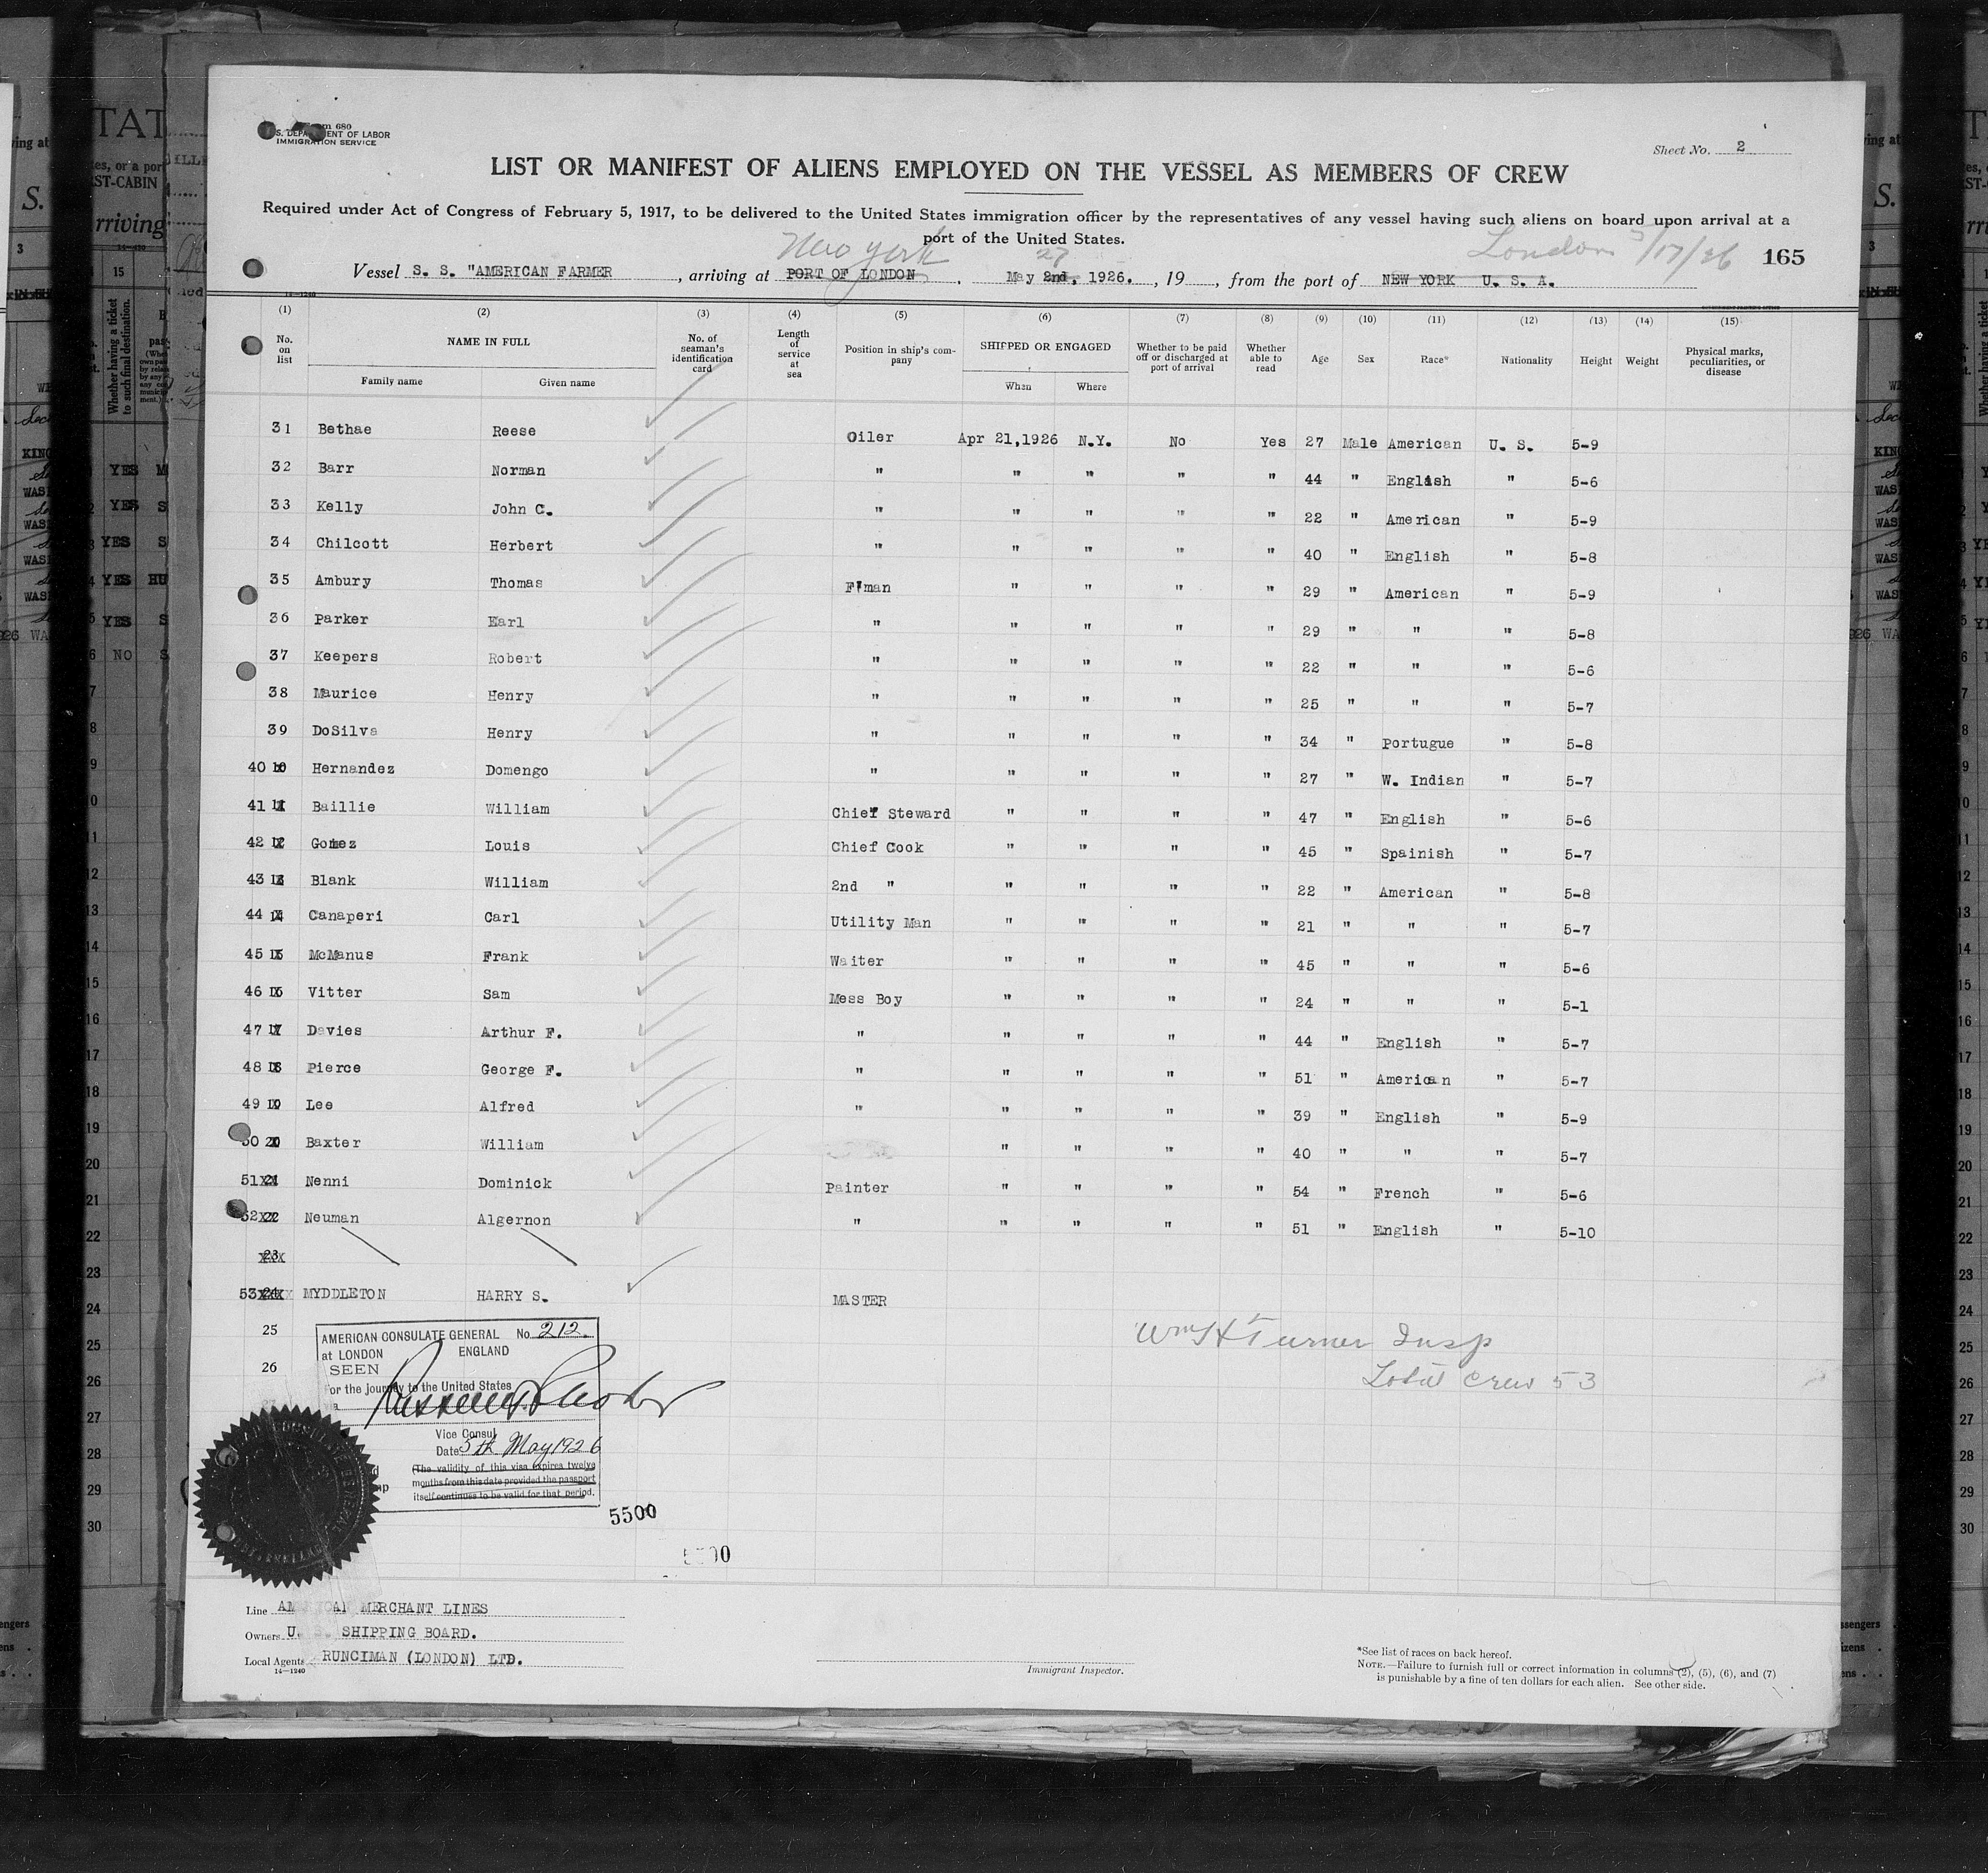 Form 680
U.S. DEPARTMENT OF LABOR
IMMIGRATION SERVICE
Sheet No. 2
LIST OR MANIFEST OF ALIENS EMPLOYED ON THE VESSEL AS MEMBERS OF CREW
Required under Act of Congress of February 5, 1917, to be delivered to the United States immigration officer by the representatives of any vessel having such aliens on board upon arrival at a
port of the United States.
New York 27 London 5/17/26 165
Vessel S. S. "AMERICAN FARMER, arriving at PORT OF LONDON, May 2nd, 1926., 19, from the port of NEW YORK U. S. A.
14-1240
(1) (2) (3) (4) (5) (6) (7) (8) (9) (10) (11) (12) (13) (14) (15)
No. on list NAME IN FULL Family name Given name No. of seaman's identification card Length of service at sea Position in ship's company SHIPPED OR ENGAGED When Where Whether to be paid off or discharged at port of arrival Whether able to read Age Sex Race* Nationality Height Weight Physical marks, peculiarities, or disease
31 Bethae Reese Oiler Apr 21,1926 N.Y. No Yes 27 Male American U. S. 5-9
32 Barr Norman " " " " " 44 " English " 5-6
33 Kelly John C. " " " " " 22 " American " 5-9
34 Chilcott Herbert " " " " " 40 " English " 5-8
35 Ambury Thomas F'man " " " " 29 " American " 5-9
36 Parker Earl " " " " " 29 " " " 5-8
37 Keepers Robert " " " " " 22 " " " 5-6
38 Maurice Henry " " " " " 25 " " " 5-7
39 DoSilva Henry " " " " " 34 " Portugue " 5-8
40 10 Hernandez Domengo " " " " " 27 " W. Indian " 5-7
41 11 Baillie William Chief Steward " " " " 47 " English " 5-6
42 12 Gomez Louis Chief Cook " " " " 45 " Spainish " 5-7
43 13 Blank William 2nd " " " " " 22 " American " 5-8
44 14 Canaperi Carl Utility Man " " " " 21 " " " 5-7
45 15 McManus Frank Waiter " " " " 45 " " " 5-6
46 16 Vitter Sam Mess Boy " " " " 24 " " " 5-1
47 17 Davies Arthur F. " " " " " 44 " English " 5-7
48 18 Pierce George F. " " " " " 51 " American " 5-7
49 19 Lee Alfred " " " " " 39 " English " 5-9
50 20 Baxter William " " " " 40 " " " 5-7
51 21 Nenni Dominick Painter " " " " 54 " French " 5-6
52 22 Neuman Algernon " " " " " 51 " English " 5-10
23
53 24 MYDDLETON HARRY S. MASTER
25
26
Wm H Turner Insp
Total Crew 53
AMERICAN CONSULATE GENERAL No. 212.
at LONDON ENGLAND
SEEN
For the journey to the United States
Vice Consul
Date 5th May 1926
(The validity of this visa expires twelve
months from this date provided the passport
itself continues to be valid for that period.
5500
Line AMERICAN MERCHANT LINES
Owners U. S. SHIPPING BOARD.
Local Agents RUNCIMAN (LONDON) LTD.
14-1240
Immigrant Inspector.
*See list of races on back hereof.
NOTE.—Failure to furnish full or correct information in columns (2), (5), (6), and (7)
is punishable by a fine of ten dollars for each alien. See other side.